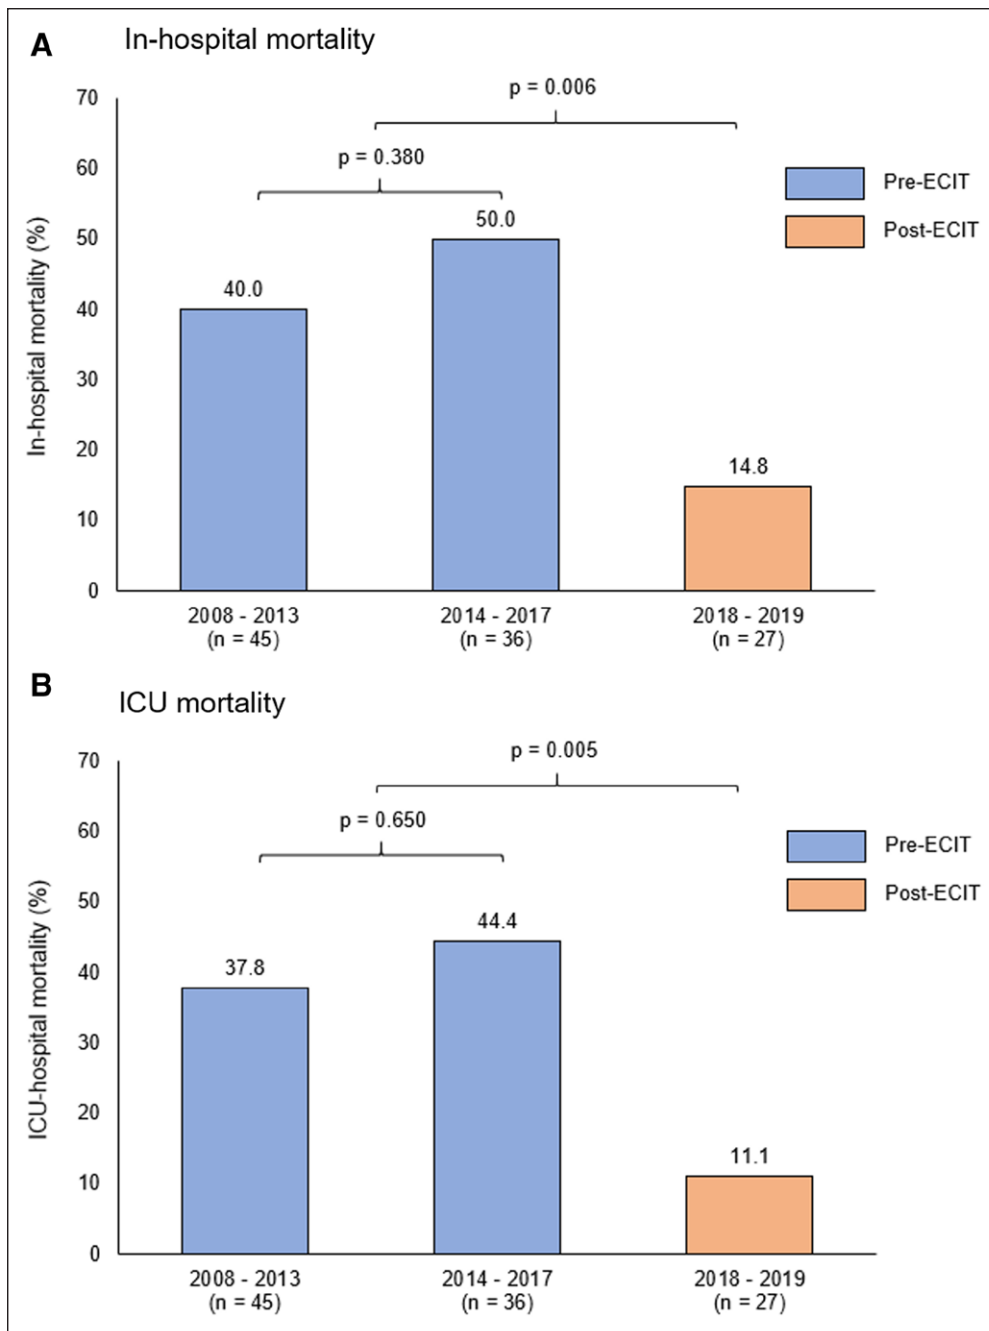 A
In-hospital mortality
p = 0.006
p = 0.380
Pre-ECIT
Post-ECIT
In-hospital mortality (%)
70
60
50
40
30
20
10
0
40.0
50.0
14.8
2008 - 2013
(n = 45)
2014 - 2017
(n = 36)
2018 - 2019
(n = 27)
B
ICU mortality
p = 0.005
p = 0.650
Pre-ECIT
Post-ECIT
ICU-hospital mortality (%)
70
60
50
40
30
20
10
0
37.8
44.4
11.1
2008 - 2013
(n = 45)
2014 - 2017
(n = 36)
2018 - 2019
(n = 27)